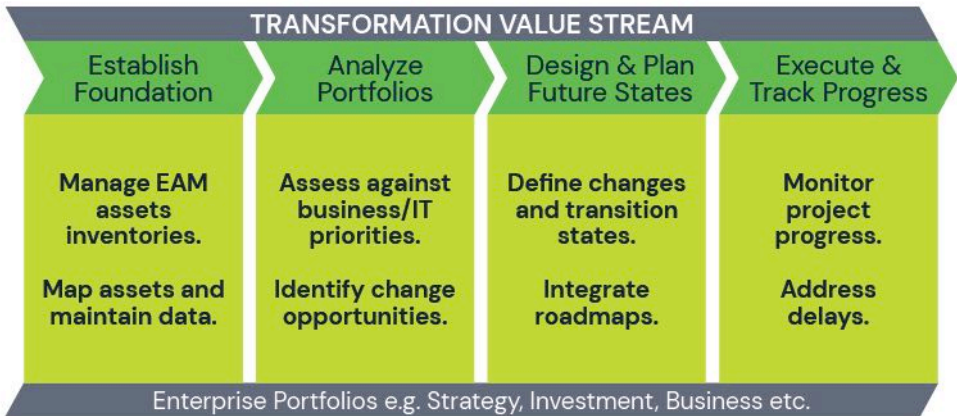 TRANSFORMATION VALUE STREAM
Establish
Foundation
Analyze
Portfolios
Design & Plan
Future States
Execute &
Track Progress
Manage EAM
assets
inventories.
Map assets and
maintain data.
Assess against
business/IT
priorities.
Identify change
opportunities.
Define changes
and transition
states.
Integrate
roadmaps.
Monitor
project
progress.
Address
delays.
Enterprise Portfolios e.g. Strategy, Investment, Business etc.